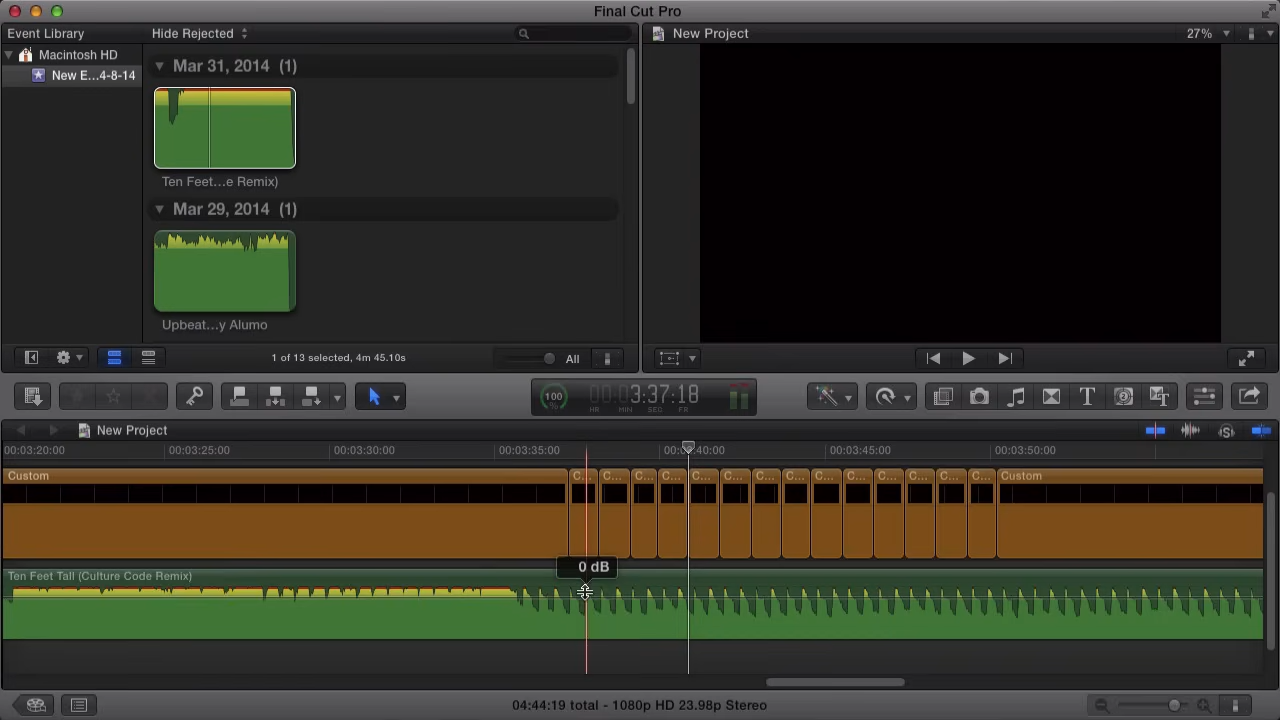 Final Cut Pro
Event Library
Hide Rejected
New Project
27%
Macintosh HD
New E...4-8-14
Mar 31, 2014 (1)
Ten Feet...e Remix)
Mar 29, 2014 (1)
Upbeat...y Alumo
1 of 13 selected, 4m 45.10s
All
100
%
00:03:37:18
HR MIN SEC FR
T
2
New Project
S
00:03:20:00 00:03:25:00 00:03:30:00 00:03:35:00 00:03:40:00 00:03:45:00 00:03:50:00
Custom C... C... C... C... C... C... C... C... C... C... C... C... C... C... Custom
0 dB
Ten Feet Tall (Culture Code Remix)
04:44:19 total - 1080p HD 23.98p Stereo